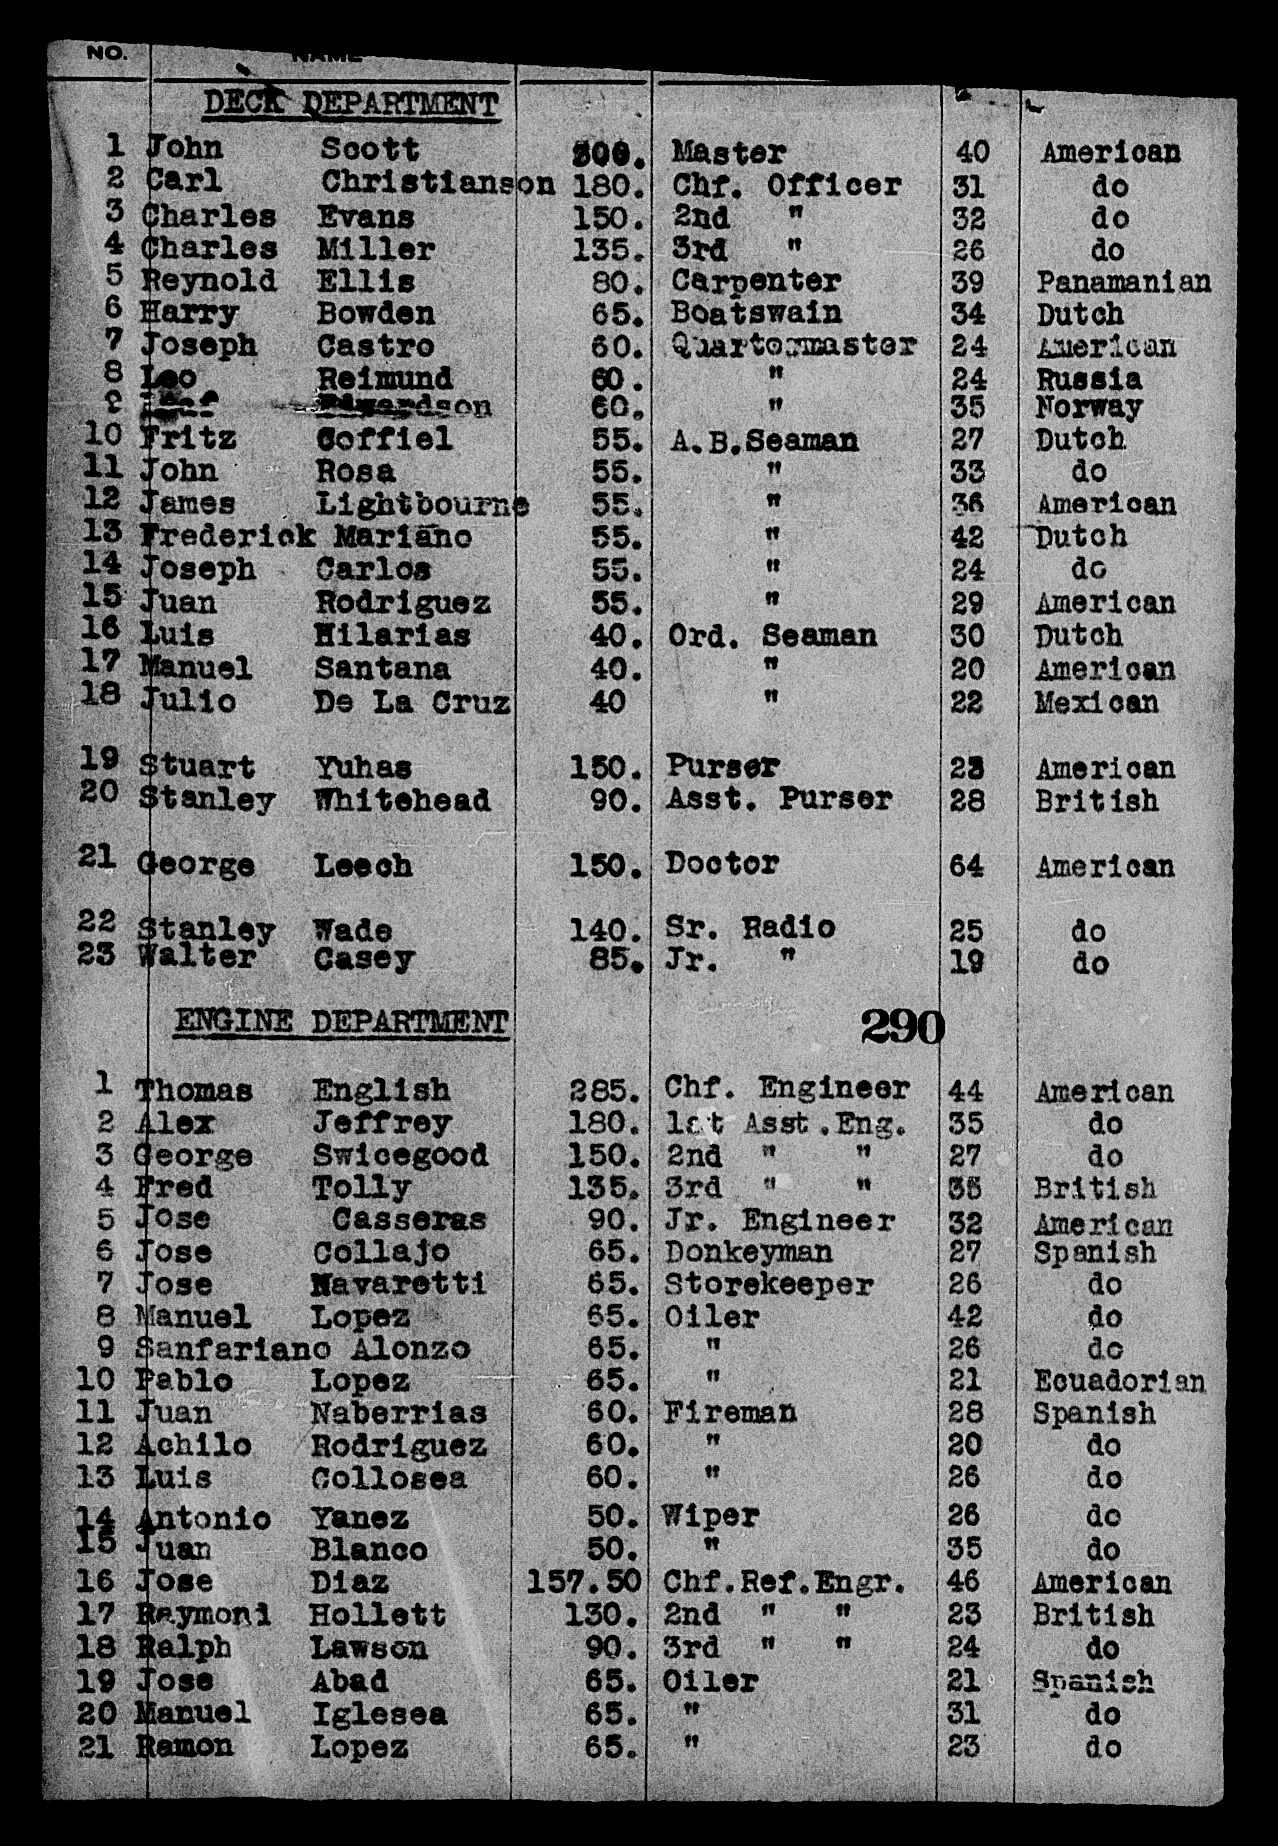 NO. NAME
DECK DEPARTMENT
1 John Scott 300. Master 40 American
2 Carl Christianson 180. Chf. Officer 31 do
3 Charles Evans 150. 2nd " 32 do
4 Charles Miller 135. 3rd " 26 do
5 Reynold Ellis 80. Carpenter 39 Panamanian
6 Harry Bowden 65. Boatswain 34 Dutch
7 Joseph Castro 60. Quartermaster 24 American
8 Leo Reimund 60. " 24 Russia
9 60. " 35 Norway
10 Fritz Coffiel 55. A.B.Seaman 27 Dutch
11 John Rosa 55. " 33 do
12 James Lightbourne 55. " 36 American
13 Frederick Mariano 55. " 42 Dutch
14 Joseph Carlos 55. " 24 do
15 Juan Rodriguez 55. " 29 American
16 Luis Hilarias 40. Ord. Seaman 30 Dutch
17 Manuel Santana 40. " 20 American
18 Julio De La Cruz 40 " 22 Mexican
19 Stuart Yuhas 150. Purser 23 American
20 Stanley Whitehead 90. Asst. Purser 28 British
21 George Leech 150. Doctor 64 American
22 Stanley Wade 140. Sr. Radio 25 do
23 Walter Casey 85. Jr. " 19 do
ENGINE DEPARTMENT 290
1 Thomas English 285. Chf. Engineer 44 American
2 Alex Jeffrey 180. 1st Asst.Eng. 35 do
3 George Swicegood 150. 2nd " " 27 do
4 Fred Tolly 135. 3rd " " 35 British
5 Jose Casseras 90. Jr. Engineer 32 American
6 Jose Collajo 65. Donkeyman 27 Spanish
7 Jose Navaretti 65. Storekeeper 26 do
8 Manuel Lopez 65. Oiler 42 do
9 Sanfariano Alonzo 65. " 26 do
10 Pablo Lopez 65. " 21 Ecuadorian
11 Juan Naberrias 60. Fireman 28 Spanish
12 Achilo Rodriguez 60. " 20 do
13 Luis Collosea 60. " 26 do
14 Antonio Yanez 50. Wiper 26 do
15 Juan Blanco 50. " 35 do
16 Jose Diaz 157.50 Chf.Ref.Engr. 46 American
17 Raymond Hollett 130. 2nd " " 23 British
18 Ralph Lawson 90. 3rd " " 24 do
19 Jose Abad 65. Oiler 21 Spanish
20 Manuel Iglesea 65. " 31 do
21 Ramon Lopez 65. " 23 do